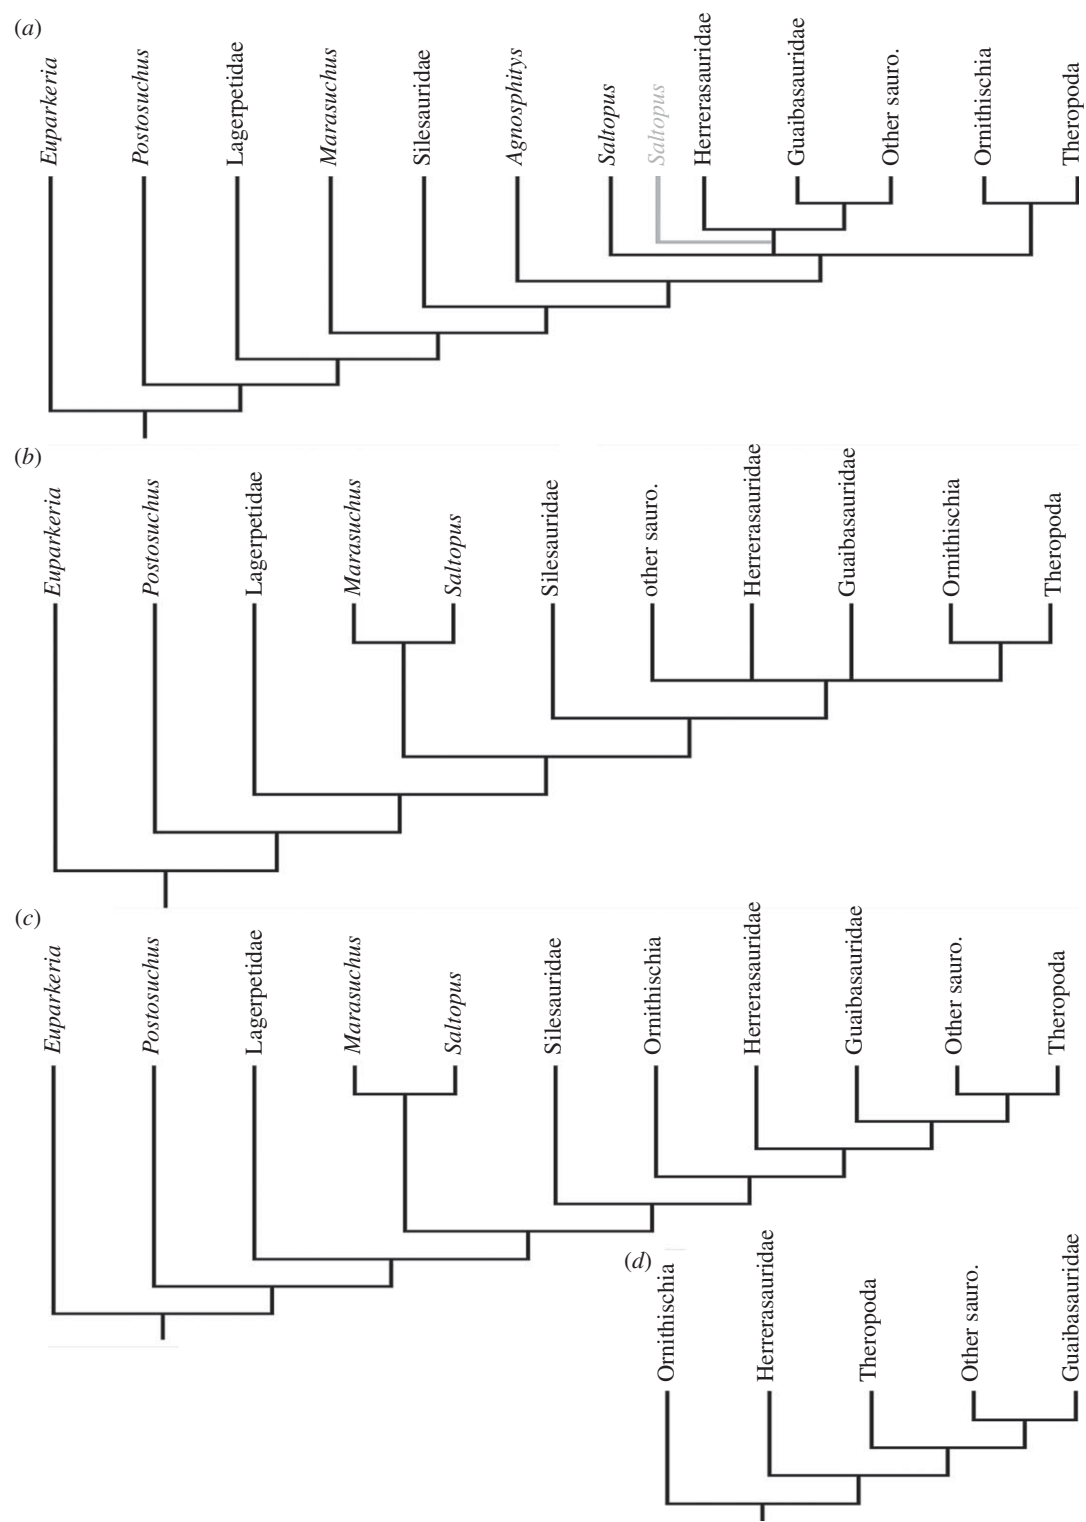 (a)
Euparkeria
Postosuchus
Lagerpetidae
Marasuchus
Silesauridae
Agnosphitys
Saltopus
Saltopus
Herrerasauridae
Guaibasauridae
Other sauro.
Ornithischia
Theropoda
(b)
Euparkeria
Postosuchus
Lagerpetidae
Marasuchus
Saltopus
Silesauridae
other sauro.
Herrerasauridae
Guaibasauridae
Ornithischia
Theropoda
(c)
Euparkeria
Postosuchus
Lagerpetidae
Marasuchus
Saltopus
Silesauridae
Ornithischia
Herrerasauridae
Guaibasauridae
Other sauro.
Theropoda
(d)
Ornithischia
Herrerasauridae
Theropoda
Other sauro.
Guaibasauridae